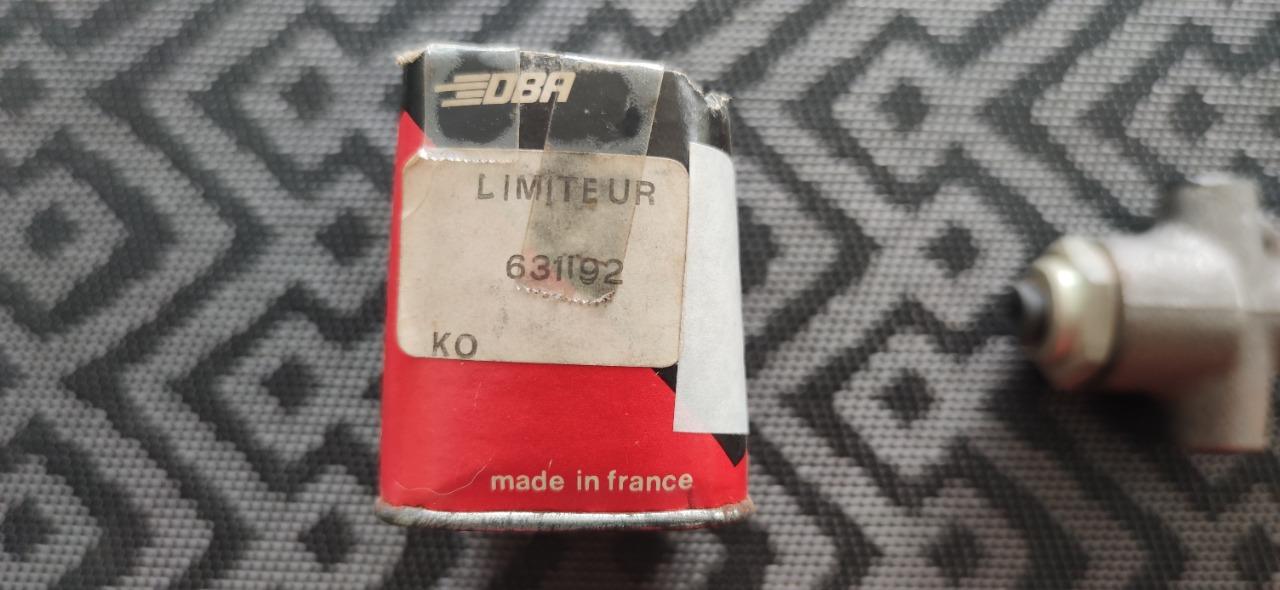 DBA
LIMITEUR
631192
KO
made in france